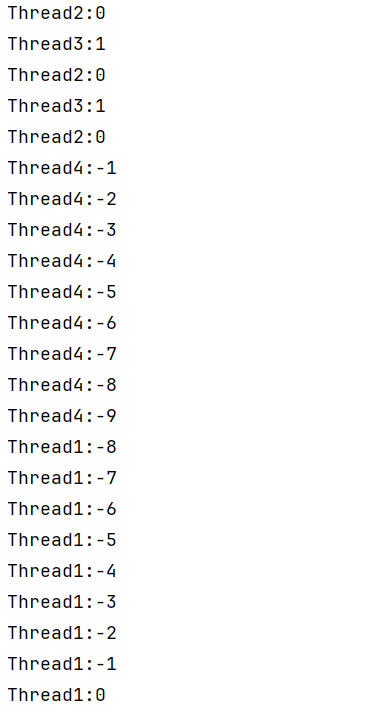 Thread2:0
Thread3:1
Thread2:0
Thread3:1
Thread2:0
Thread4:-1
Thread4:-2
Thread4:-3
Thread4:-4
Thread4:-5
Thread4:-6
Thread4:-7
Thread4:-8
Thread4:-9
Thread1:-8
Thread1:-7
Thread1:-6
Thread1:-5
Thread1:-4
Thread1:-3
Thread1:-2
Thread1:-1
Thread1:0